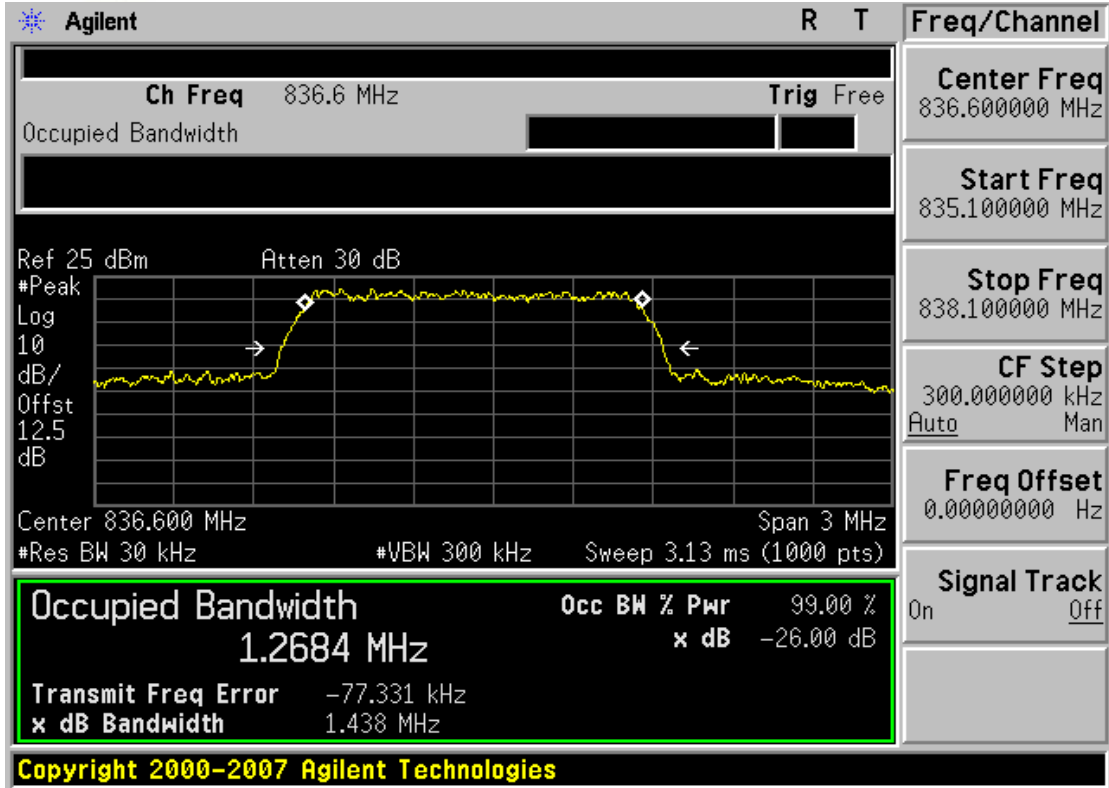 Agilent R T
Freq/Channel
Ch Freq 836.6 MHz Trig Free
Occupied Bandwidth
Center Freq
836.600000 MHz
Start Freq
835.100000 MHz
Stop Freq
838.100000 MHz
CF Step
300.000000 kHz
Auto Man
Freq Offset
0.00000000 Hz
Signal Track
On Off
Ref 25 dBm Atten 30 dB
#Peak
Log
10
dB/
Offst
12.5
dB
Center 836.600 MHz Span 3 MHz
#Res BW 30 kHz #VBW 300 kHz Sweep 3.13 ms (1000 pts)
Occupied Bandwidth Occ BW % Pwr 99.00 %
1.2684 MHz x dB -26.00 dB
Transmit Freq Error -77.331 kHz
x dB Bandwidth 1.438 MHz
Copyright 2000-2007 Agilent Technologies